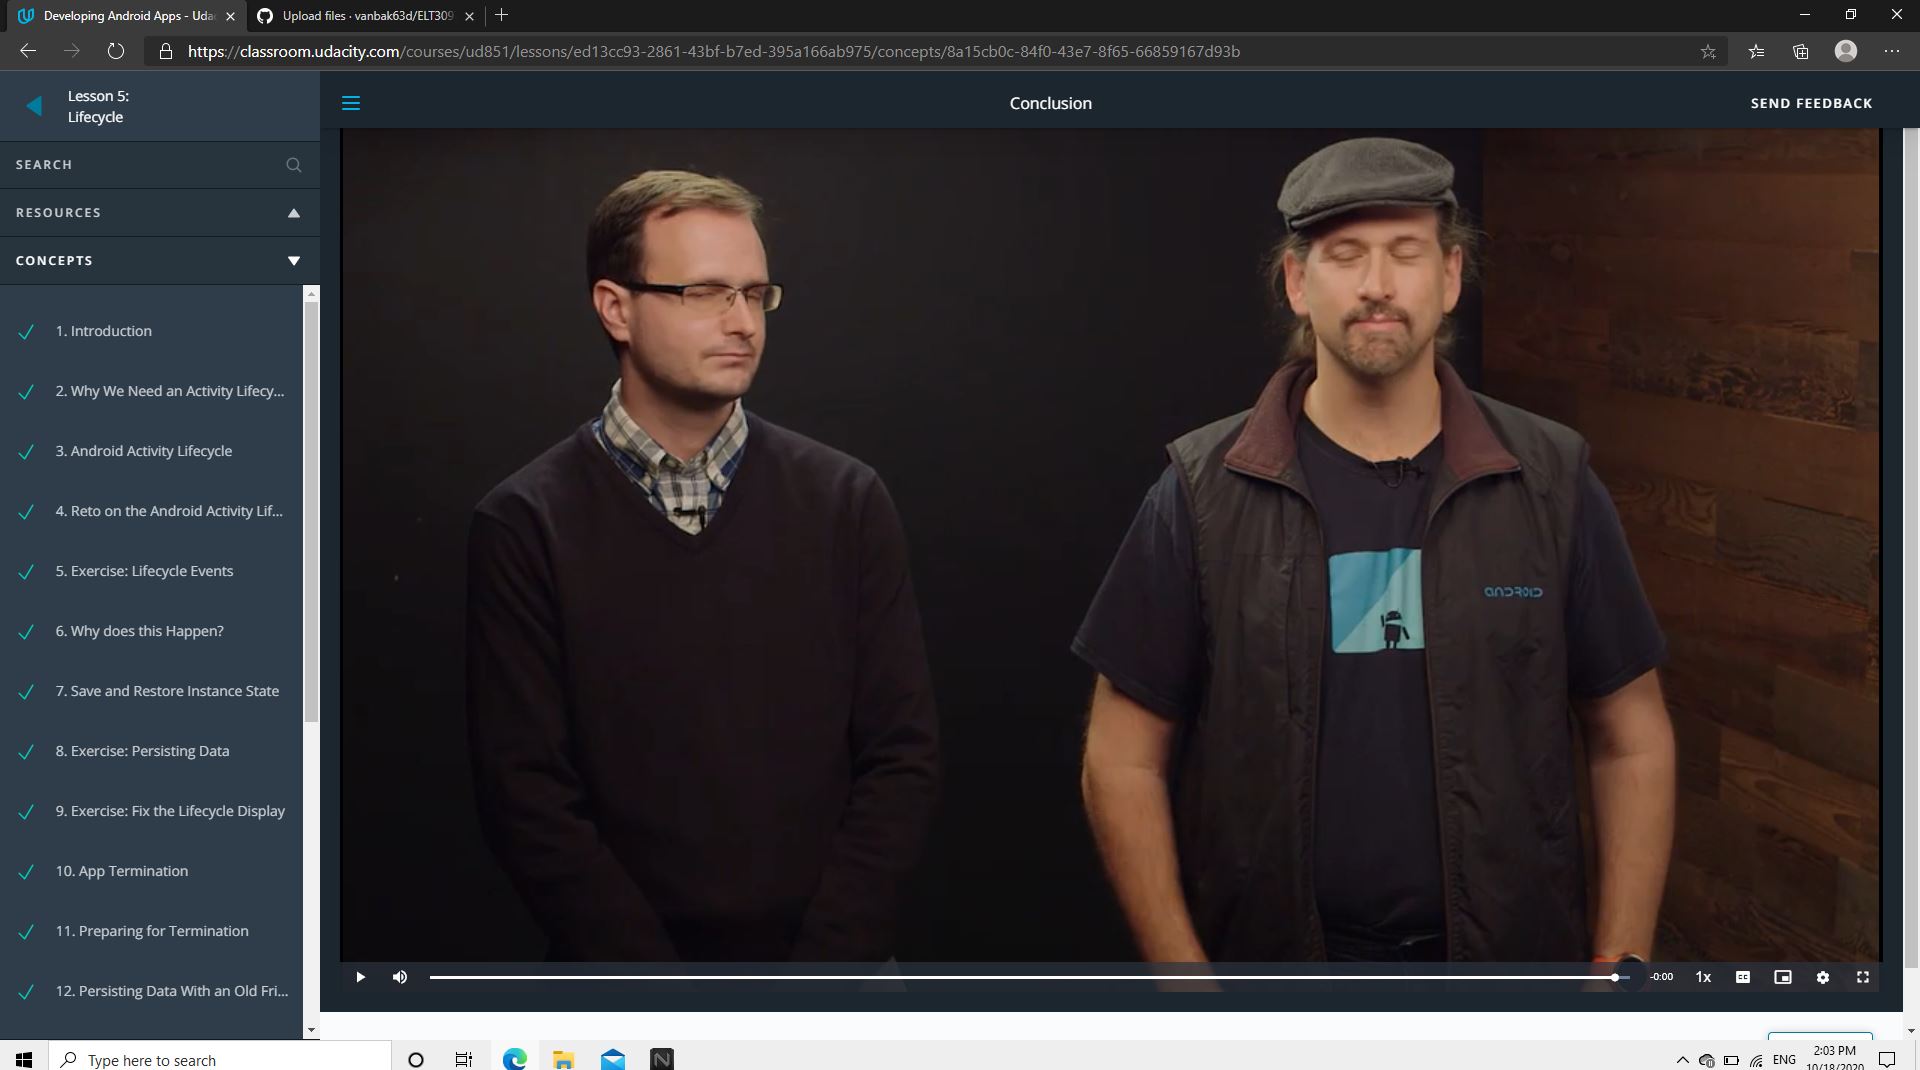 Developing Android Apps - Uda
Upload files · vanbak63d/ELT309
https://classroom.udacity.com/courses/ud851/lessons/ed13cc93-2861-43bf-b7ed-395a166ab975/concepts/8a15cb0c-84f0-43e7-8f65-66859167d93b
Lesson 5:
Lifecycle
Conclusion
SEND FEEDBACK
SEARCH
RESOURCES
CONCEPTS
1. Introduction
2. Why We Need an Activity Lifecy...
3. Android Activity Lifecycle
4. Reto on the Android Activity Lif...
5. Exercise: Lifecycle Events
6. Why does this Happen?
7. Save and Restore Instance State
8. Exercise: Persisting Data
9. Exercise: Fix the Lifecycle Display
10. App Termination
11. Preparing for Termination
12. Persisting Data With an Old Fri...
ANDROID
-0:00
1x
CC
Type here to search
N
ENG
2:03 PM
10/18/2020